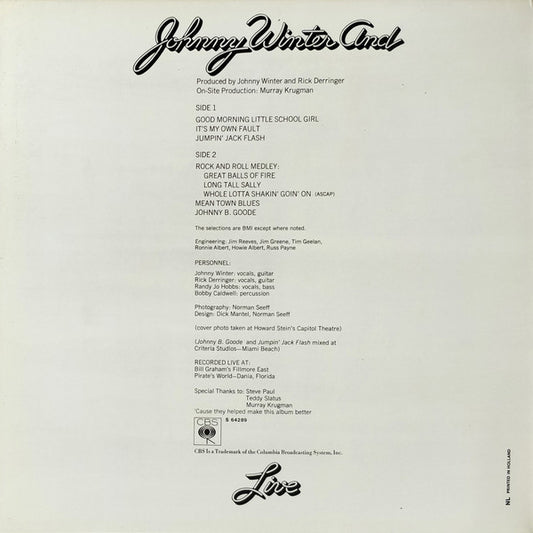 Johnny Winter And
Produced by Johnny Winter and Rick Derringer
On-Site Production: Murray Krugman
SIDE 1
GOOD MORNING LITTLE SCHOOL GIRL
IT'S MY OWN FAULT
JUMPIN' JACK FLASH
SIDE 2
ROCK AND ROLL MEDLEY:
GREAT BALLS OF FIRE
LONG TALL SALLY
WHOLE LOTTA SHAKIN' GOIN' ON (ASCAP)
MEAN TOWN BLUES
JOHNNY B. GOODE
The selections are BMI except where noted.
Engineering: Jim Reeves, Jim Greene, Tim Geelan,
Ronnie Albert, Howie Albert, Russ Payne
PERSONNEL:
Johnny Winter: vocals, guitar
Rick Derringer: vocals, guitar
Randy Jo Hobbs: vocals, bass
Bobby Caldwell: percussion
Photography: Norman Seeff
Design: Dick Mantel, Norman Seeff
(cover photo taken at Howard Stein's Capitol Theatre)
(Johnny B. Goode and Jumpin' Jack Flash mixed at
Criteria Studios—Miami Beach)
RECORDED LIVE AT:
Bill Graham's Fillmore East
Pirate's World—Dania, Florida
Special Thanks to: Steve Paul
Teddy Slatus
Murray Krugman
'Cause they helped make this album better
CBS
S 64289
CBS Is a Trademark of the Columbia Broadcasting System, Inc.
Live
NL PRINTED IN HOLLAND